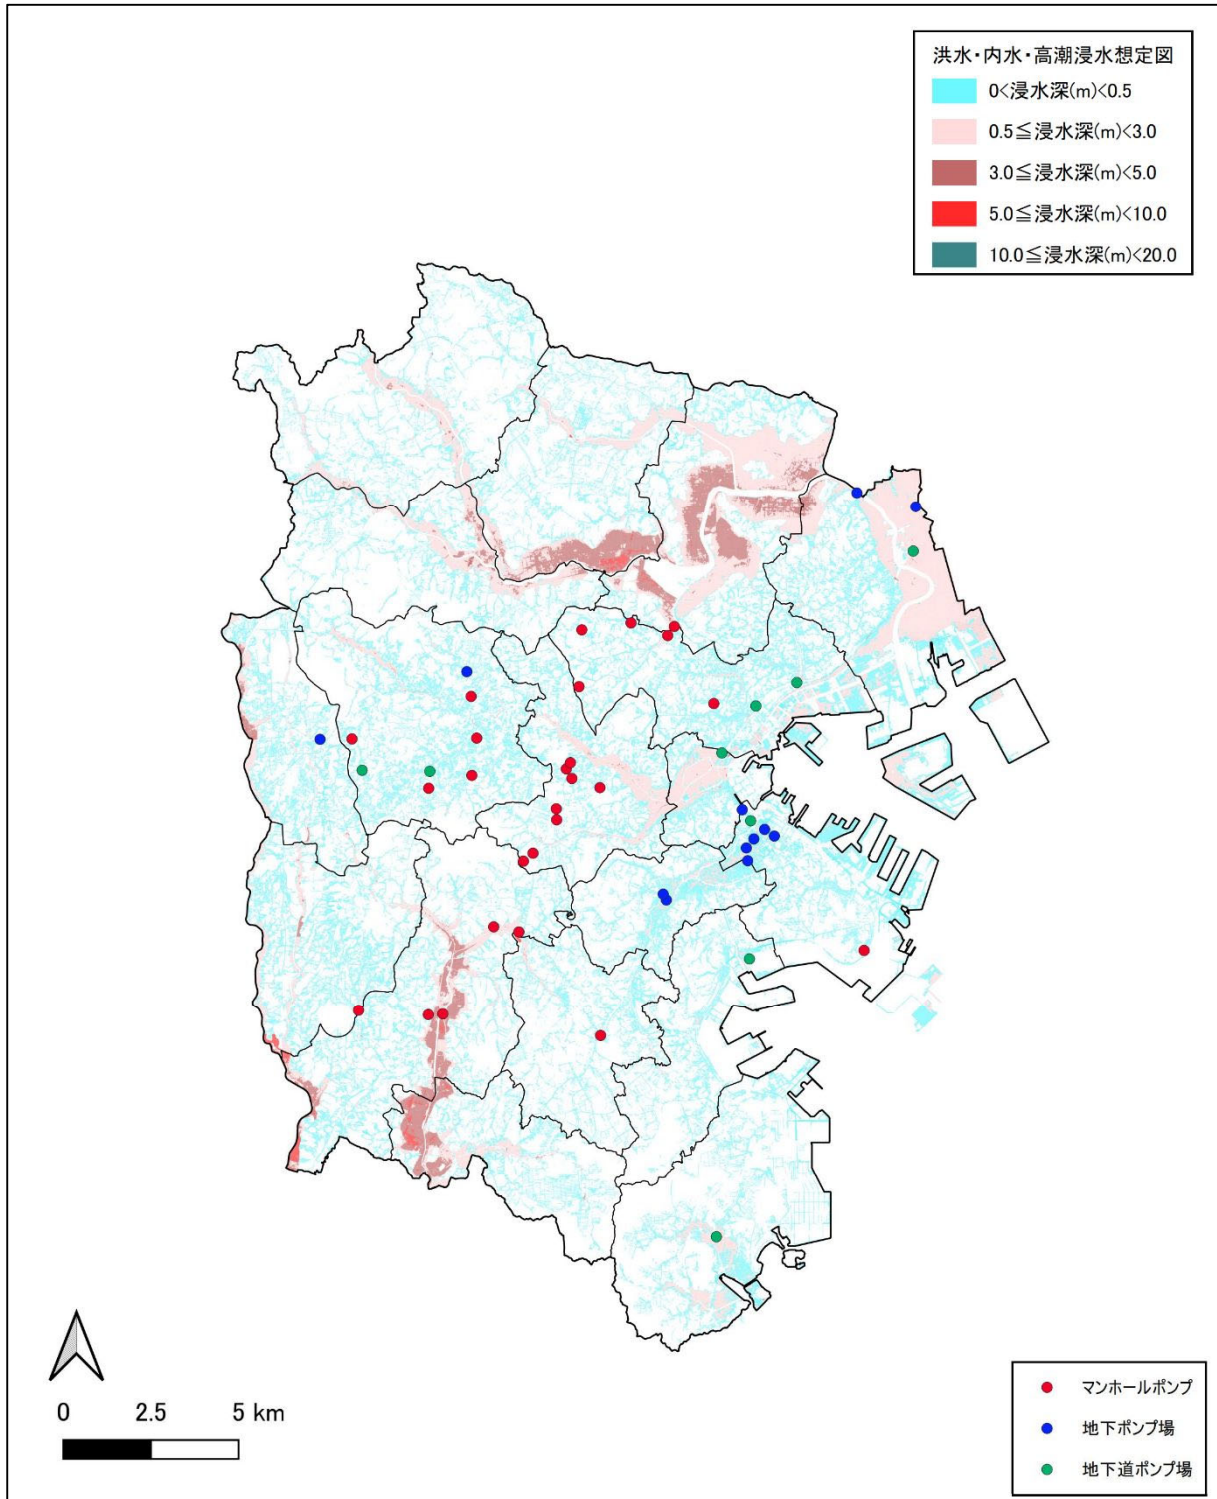 洪水・内水・高潮浸水想定図
0<浸水深(m)<0.5
0.5≦浸水深(m)<3.0
3.0≦浸水深(m)<5.0
5.0≦浸水深(m)<10.0
10.0≦浸水深(m)<20.0
0 2.5 5 km
マンホールポンプ
地下ポンプ場
地下道ポンプ場